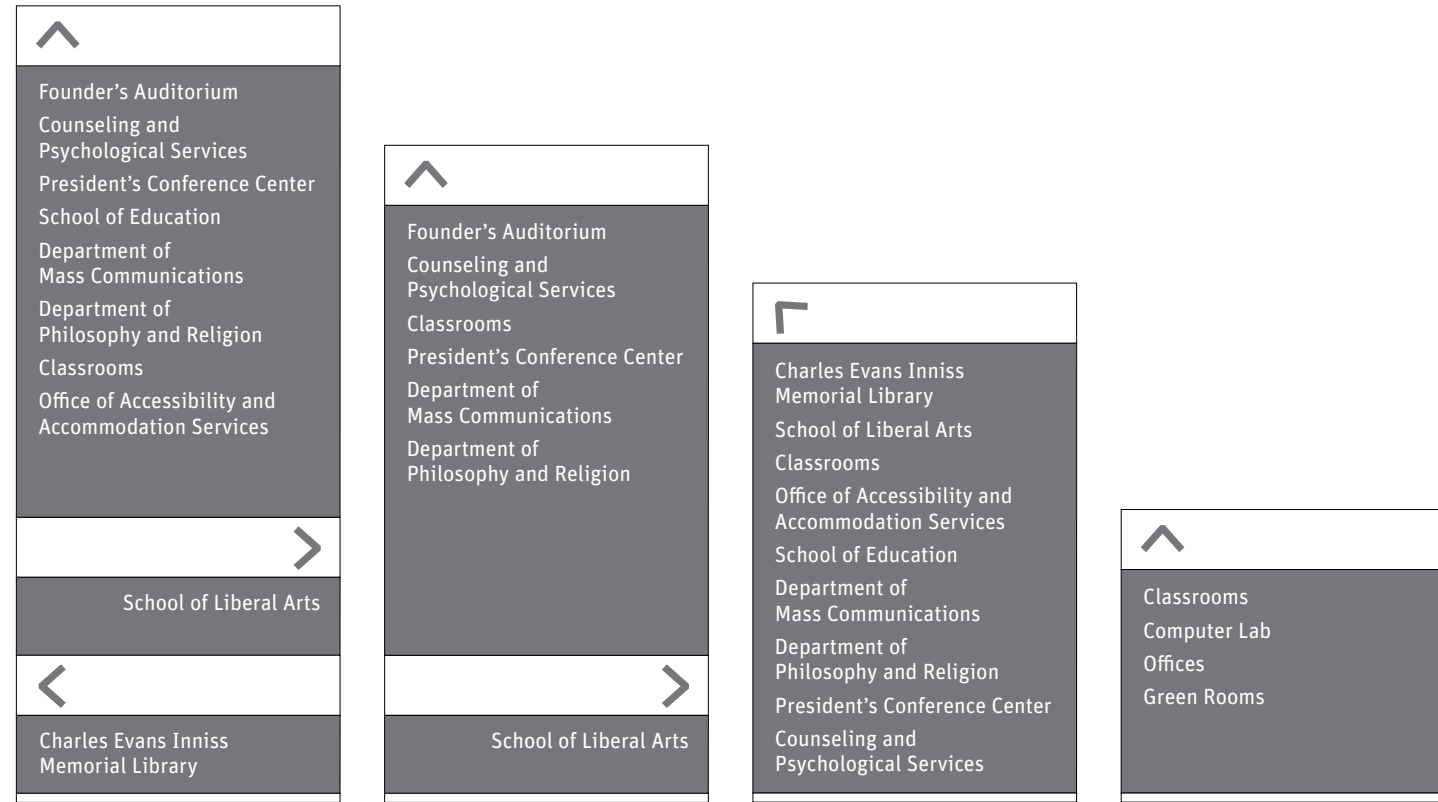 Founder’s Auditorium
Counseling and
Psychological Services
President’s Conference Center
School of Education
Department of
Mass Communications
Department of
Philosophy and Religion
Classrooms
Office of Accessibility and
Accommodation Services
School of Liberal Arts
Charles Evans Inniss
Memorial Library
Founder’s Auditorium
Counseling and
Psychological Services
Classrooms
President’s Conference Center
Department of
Mass Communications
Department of
Philosophy and Religion
School of Liberal Arts
Charles Evans Inniss
Memorial Library
School of Liberal Arts
Classrooms
Office of Accessibility and
Accommodation Services
School of Education
Department of
Mass Communications
Department of
Philosophy and Religion
President’s Conference Center
Counseling and
Psychological Services
Classrooms
Computer Lab
Offices
Green Rooms